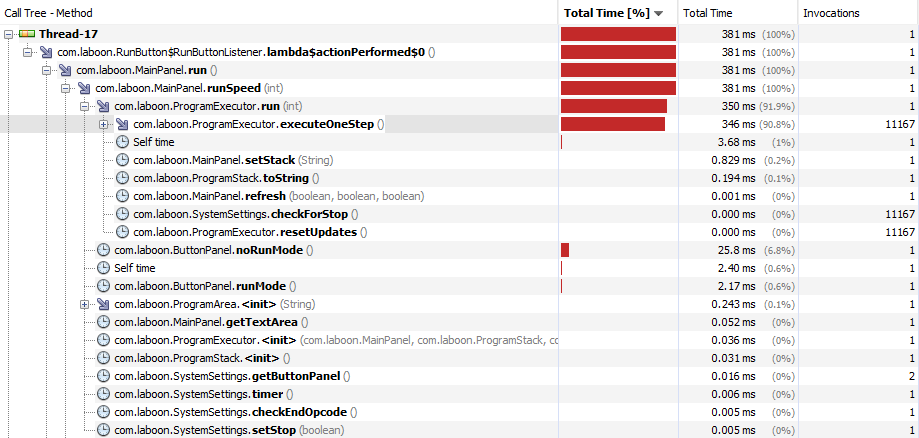 Call Tree - Method Total Time [%] Total Time Invocations
Thread-17 381 ms (100%) 1
com.laboon.RunButton$RunButtonListener.lambda$actionPerformed$0 () 381 ms (100%) 1
com.laboon.MainPanel.run () 381 ms (100%) 1
com.laboon.MainPanel.runSpeed (int) 381 ms (100%) 1
com.laboon.ProgramExecutor.run (int) 350 ms (91.9%) 1
com.laboon.ProgramExecutor.executeOneStep () 346 ms (90.8%) 11167
Self time 3.68 ms (1%) 1
com.laboon.MainPanel.setStack (String) 0.829 ms (0.2%) 1
com.laboon.ProgramStack.toString () 0.194 ms (0.1%) 1
com.laboon.MainPanel.refresh (boolean, boolean, boolean) 0.001 ms (0%) 1
com.laboon.SystemSettings.checkForStop () 0.000 ms (0%) 11167
com.laboon.ProgramExecutor.resetUpdates () 0.000 ms (0%) 11167
com.laboon.ButtonPanel.noRunMode () 25.8 ms (6.8%) 1
Self time 2.40 ms (0.6%) 1
com.laboon.ButtonPanel.runMode () 2.17 ms (0.6%) 1
com.laboon.ProgramArea.<init> (String) 0.243 ms (0.1%) 1
com.laboon.MainPanel.getTextArea () 0.052 ms (0%) 1
com.laboon.ProgramExecutor.<init> (com.laboon.MainPanel, com.laboon.ProgramStack, co 0.036 ms (0%) 1
com.laboon.ProgramStack.<init> () 0.031 ms (0%) 1
com.laboon.SystemSettings.getButtonPanel () 0.016 ms (0%) 2
com.laboon.SystemSettings.timer () 0.006 ms (0%) 1
com.laboon.SystemSettings.checkEndOpcode () 0.005 ms (0%) 1
com.laboon.SystemSettings.setStop (boolean) 0.005 ms (0%) 1